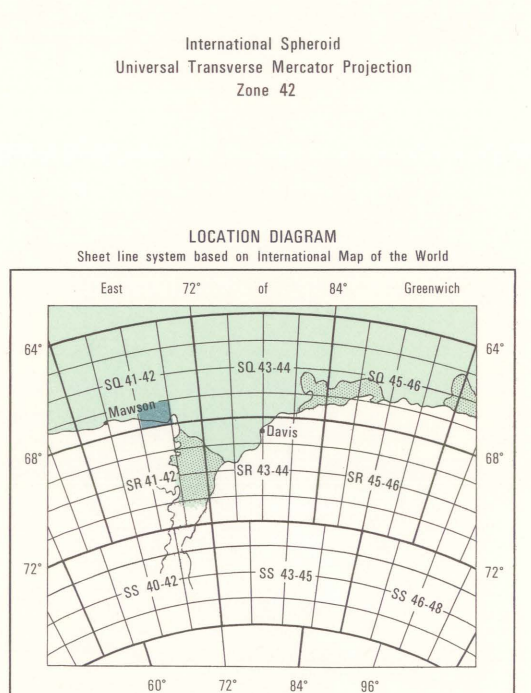 International Spheroid
Universal Transverse Mercator Projection
Zone 42
LOCATION DIAGRAM
Sheet line system based on International Map of the World
East 72° of 84° Greenwich
64° 64°
SQ 41-42 SQ 43-44 SQ 45-46
Mawson
Davis
68° 68°
SR 41-42 SR 43-44 SR 45-46
72° 72°
SS 40-42 SS 43-45 SS 46-48
60° 72° 84° 96°